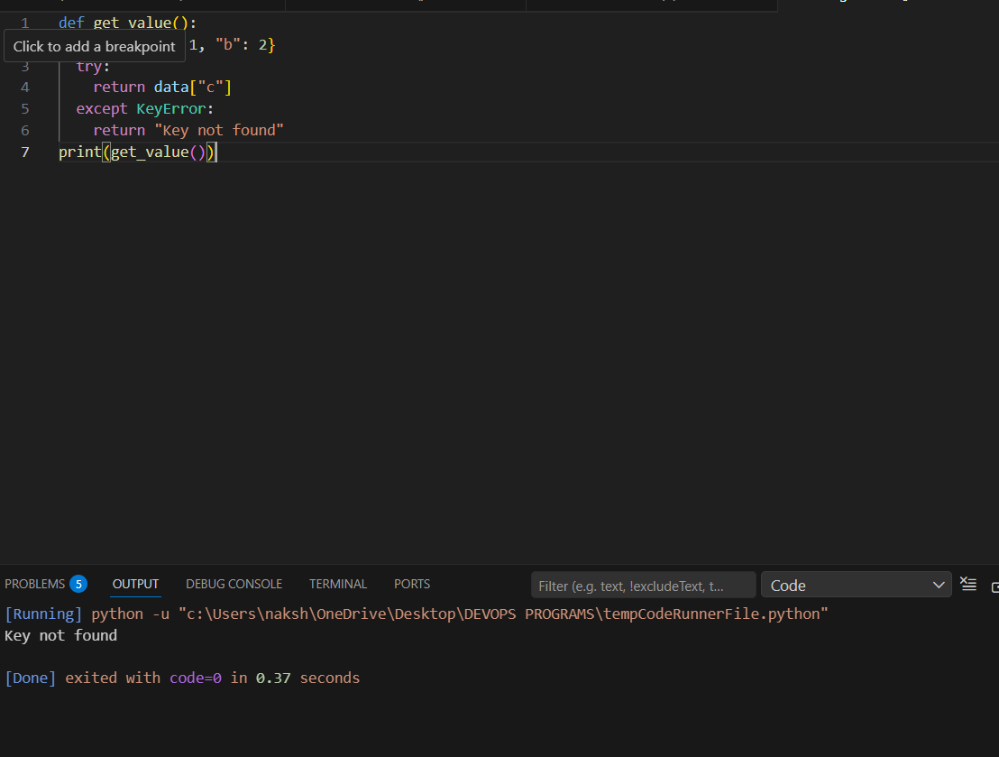 1 def get_value():
Click to add a breakpoint 1, "b": 2}
3 try:
4 return data["c"]
5 except KeyError:
6 return "Key not found"
7 print(get_value())
PROBLEMS 5 OUTPUT DEBUG CONSOLE TERMINAL PORTS Filter (e.g. text, !excludeText, t... Code
[Running] python -u "c:\Users\naksh\OneDrive\Desktop\DEVOPS PROGRAMS\tempCodeRunnerFile.python"
Key not found
[Done] exited with code=0 in 0.37 seconds